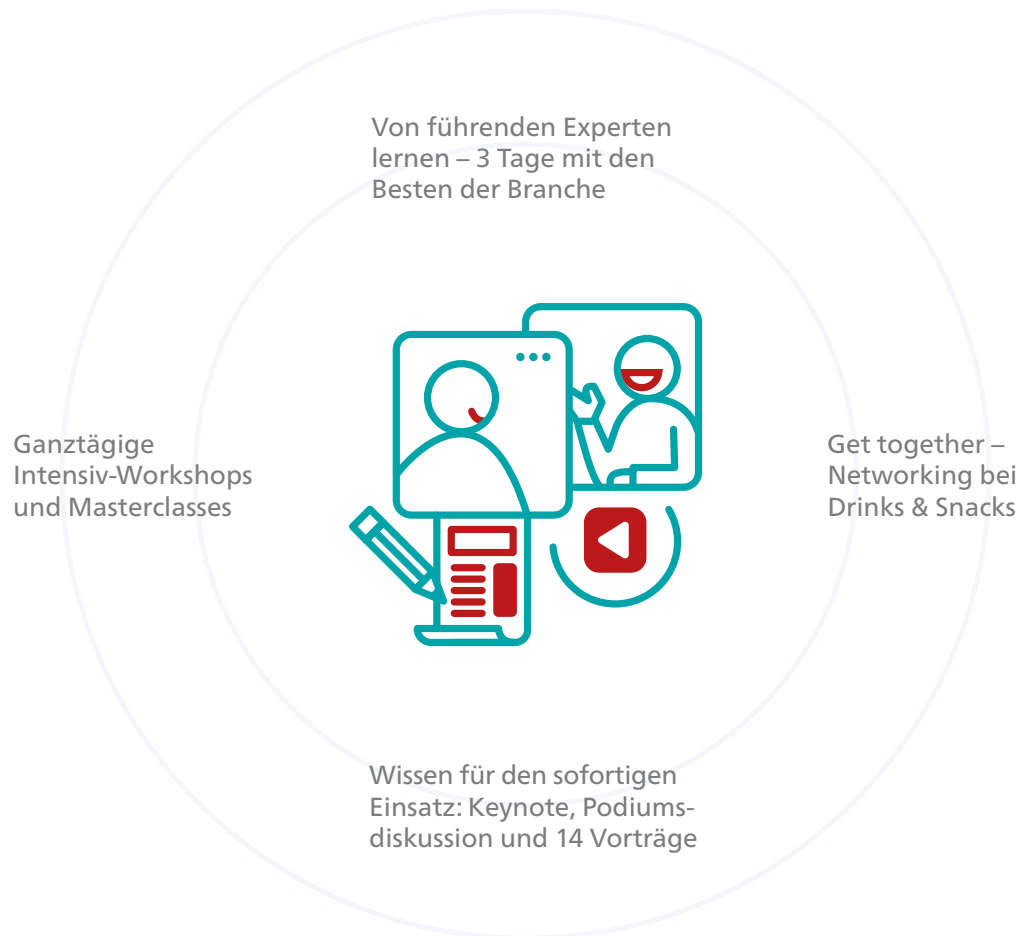 Von führenden Experten
lernen – 3 Tage mit den
Besten der Branche
Ganztägige
Intensiv-Workshops
und Masterclasses
Get together –
Networking bei
Drinks & Snacks
Wissen für den sofortigen
Einsatz: Keynote, Podiums-
diskussion und 14 Vorträge